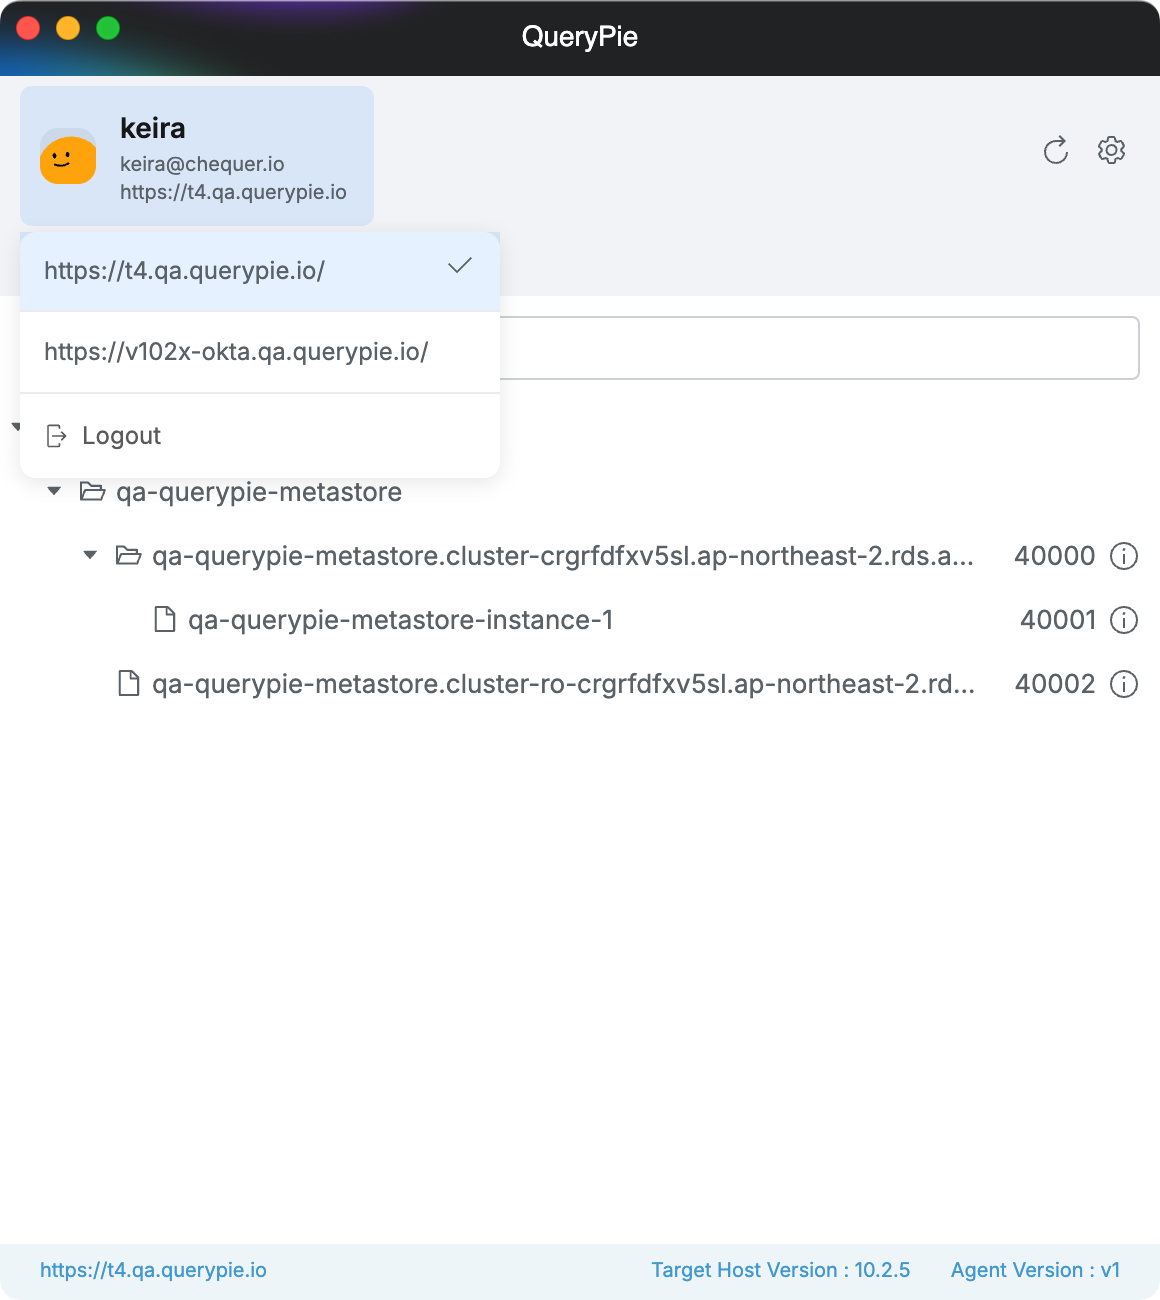 QueryPie
keira
keira@chequer.io
https://t4.qa.querypie.io
https://t4.qa.querypie.io/
https://v102x-okta.qa.querypie.io/
Logout
qa-querypie-metastore
qa-querypie-metastore.cluster-crgrfdfxv5sl.ap-northeast-2.rds.a... 40000
qa-querypie-metastore-instance-1 40001
qa-querypie-metastore.cluster-ro-crgrfdfxv5sl.ap-northeast-2.rd... 40002
https://t4.qa.querypie.io Target Host Version : 10.2.5 Agent Version : v1